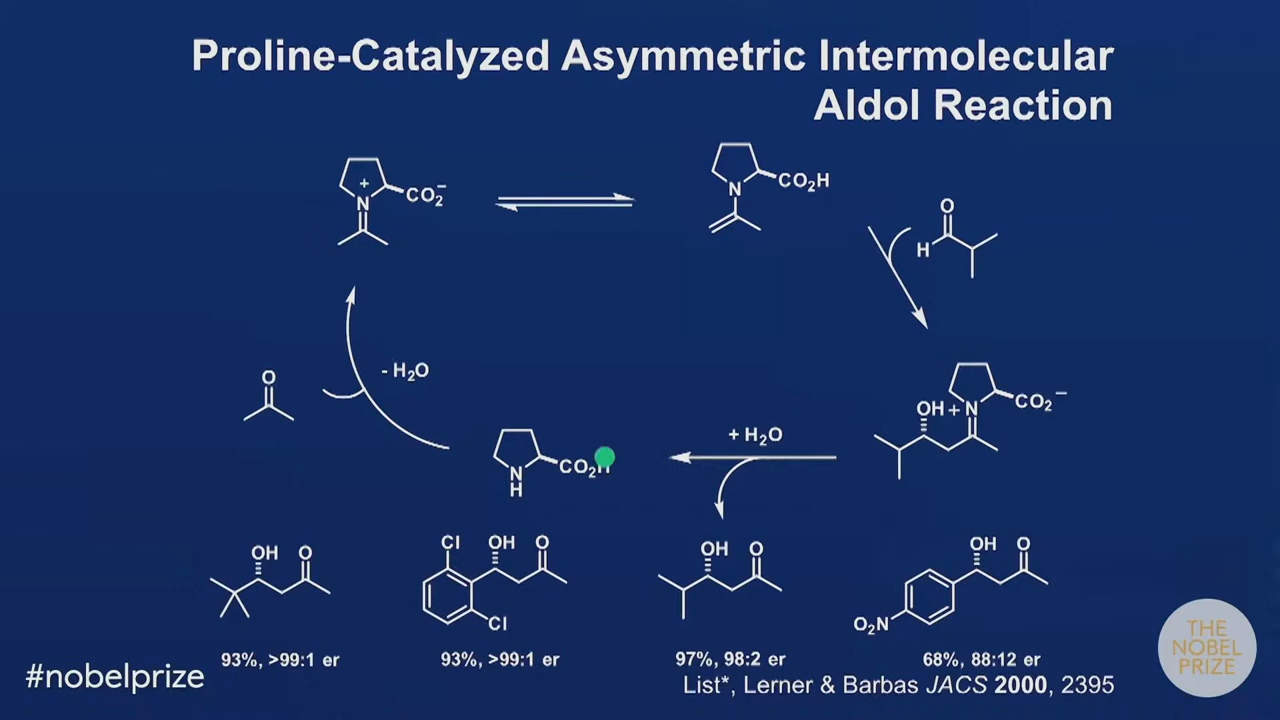 Proline-Catalyzed Asymmetric Intermolecular
Aldol Reaction
+
N
CO₂⁻
N
CO₂H
O
H
O
- H₂O
OH + N
CO₂⁻
+ H₂O
N
H
CO₂H
OH O
Cl OH O
Cl
OH O
OH O
O₂N
93%, >99:1 er
93%, >99:1 er
97%, 98:2 er
68%, 88:12 er
List*, Lerner & Barbas JACS 2000, 2395
#nobelprize
THE
NOBEL
PRIZE